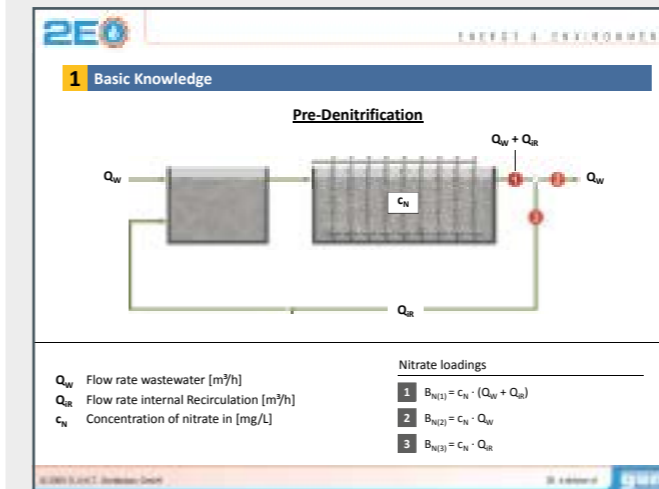 2EO
ENERGY & ENVIRONMEN
1 Basic Knowledge
Pre-Denitrification
Q_W + Q_iR
Q_W
1
2
Q_W
c_N
3
Q_iR
Q_W Flow rate wastewater [m³/h]
Q_iR Flow rate internal Recirculation [m³/h]
c_N Concentration of nitrate in [mg/L]
Nitrate loadings
1 B_N(1) = c_N · (Q_W + Q_iR)
2 B_N(2) = c_N · Q_W
3 B_N(3) = c_N · Q_iR